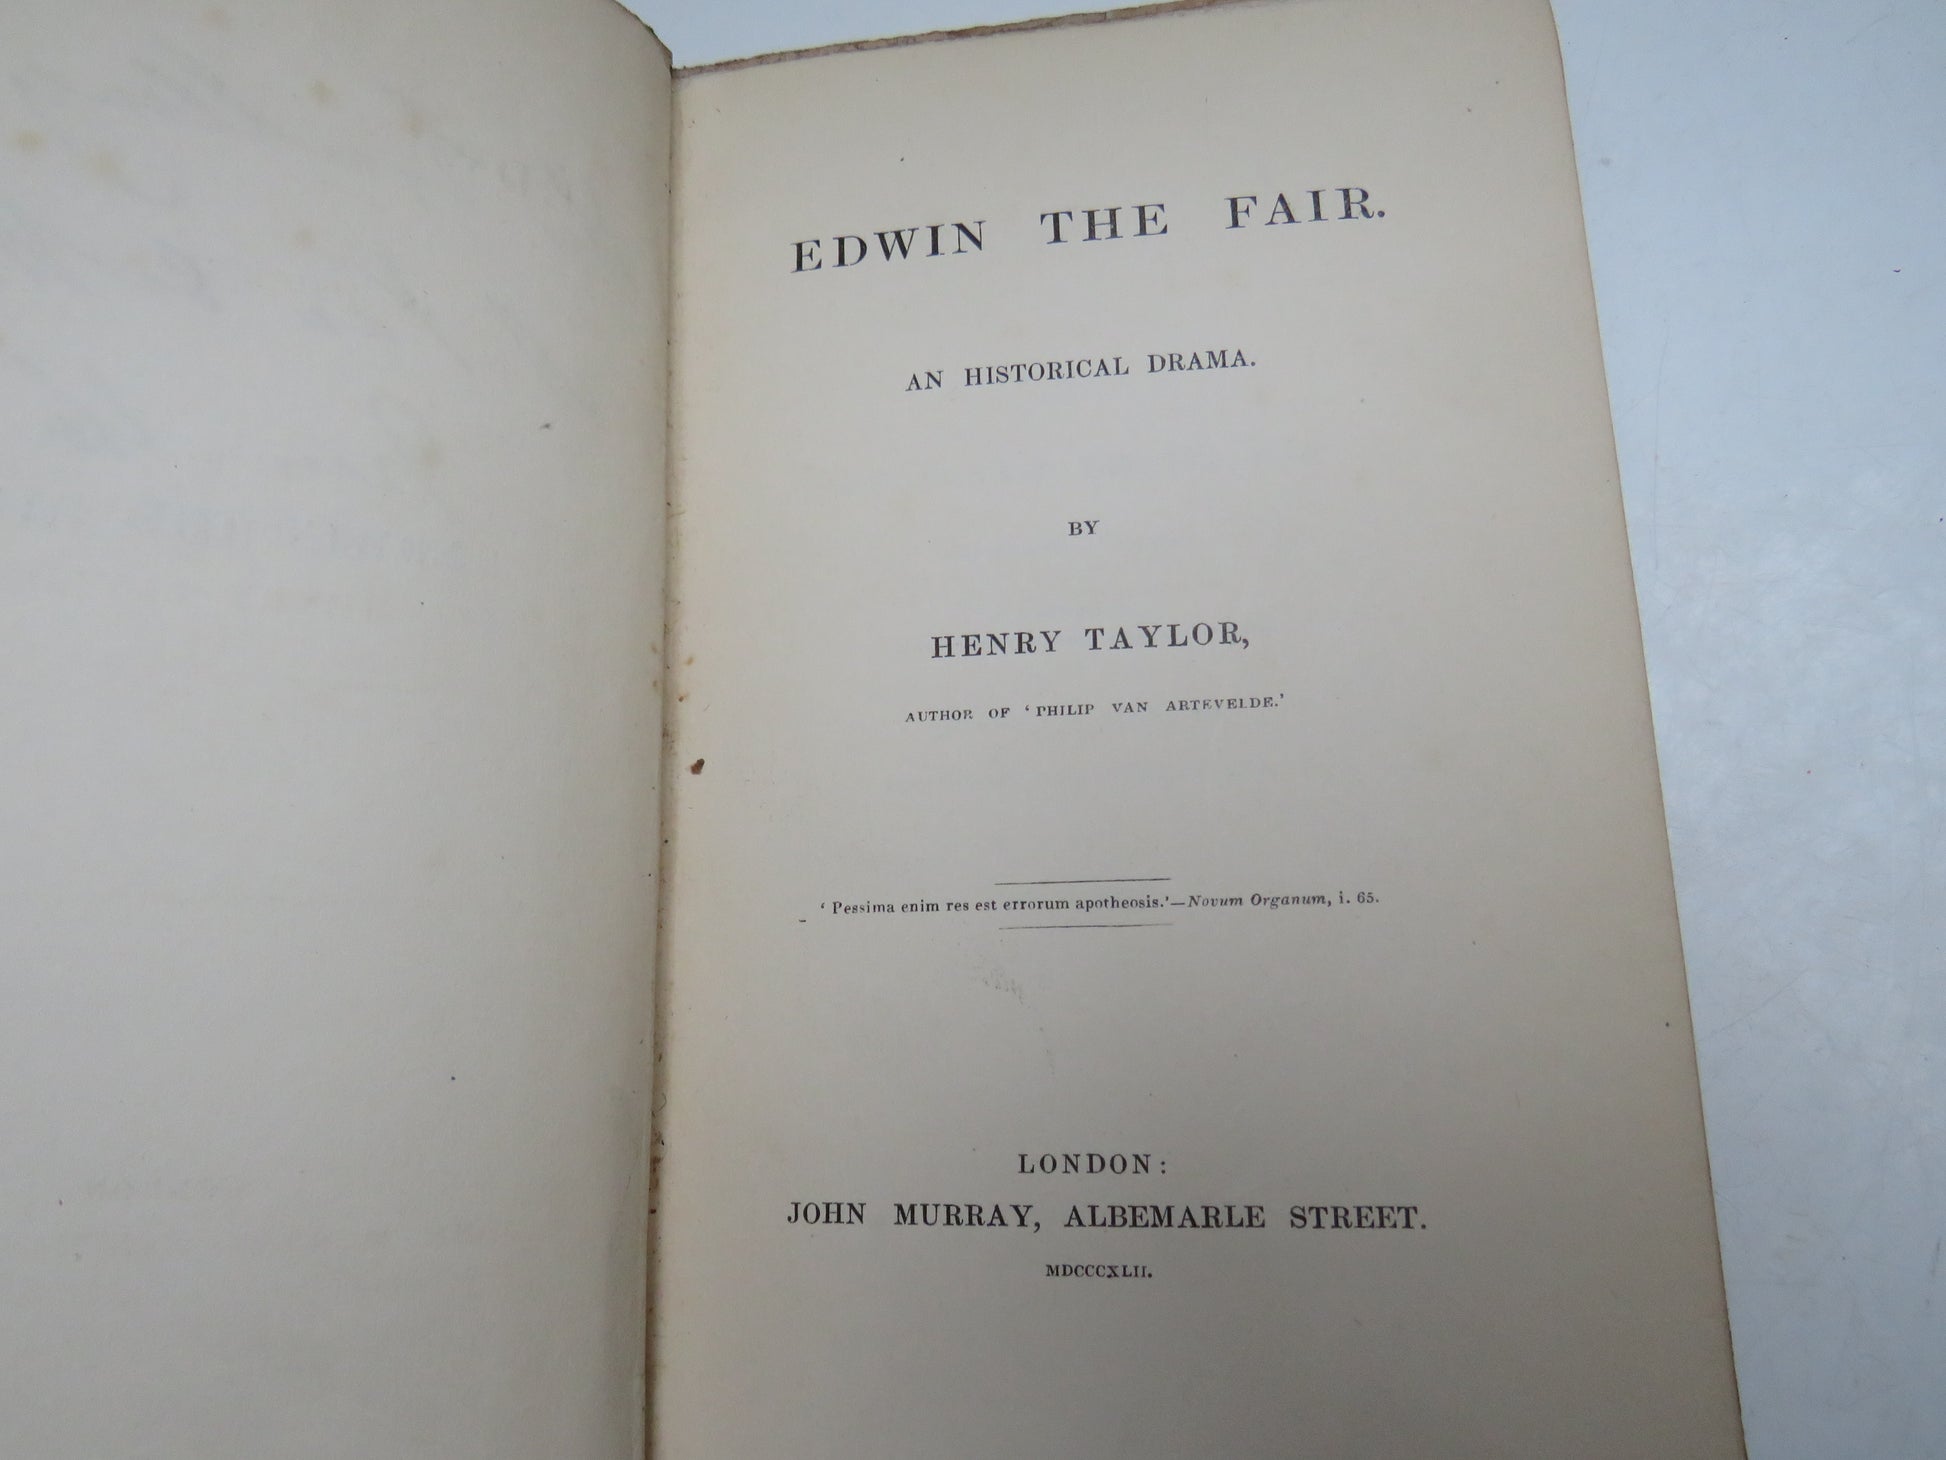 EDWIN THE FAIR.
AN HISTORICAL DRAMA.
BY
HENRY TAYLOR,
AUTHOR OF ‘PHILIP VAN ARTEVELDE.’
‘Pessima enim res est errorum apotheosis.’—Novum Organum, i. 65.
LONDON:
JOHN MURRAY, ALBEMARLE STREET.
MDCCCXLII.